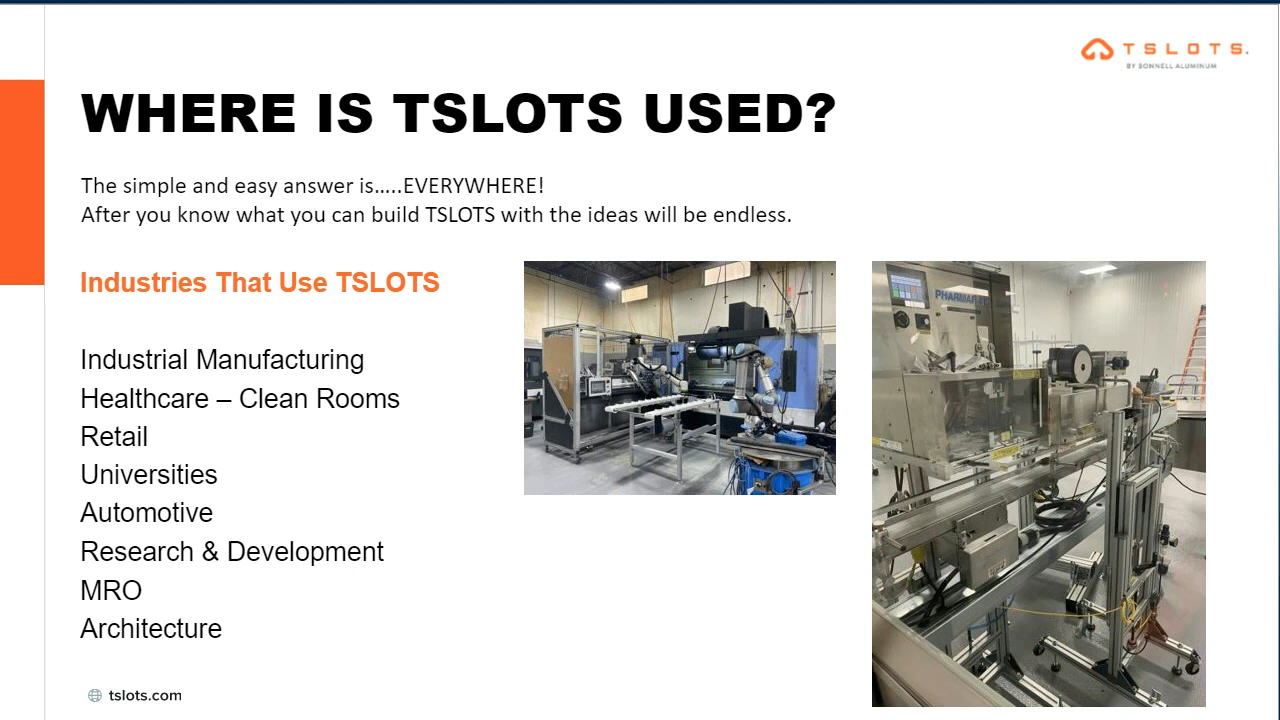 TSLOTS.
BY BONNELL ALUMINUM
WHERE IS TSLOTS USED?
The simple and easy answer is…..EVERYWHERE!
After you know what you can build TSLOTS with the ideas will be endless.
Industries That Use TSLOTS
Industrial Manufacturing
Healthcare – Clean Rooms
Retail
Universities
Automotive
Research & Development
MRO
Architecture
tslots.com